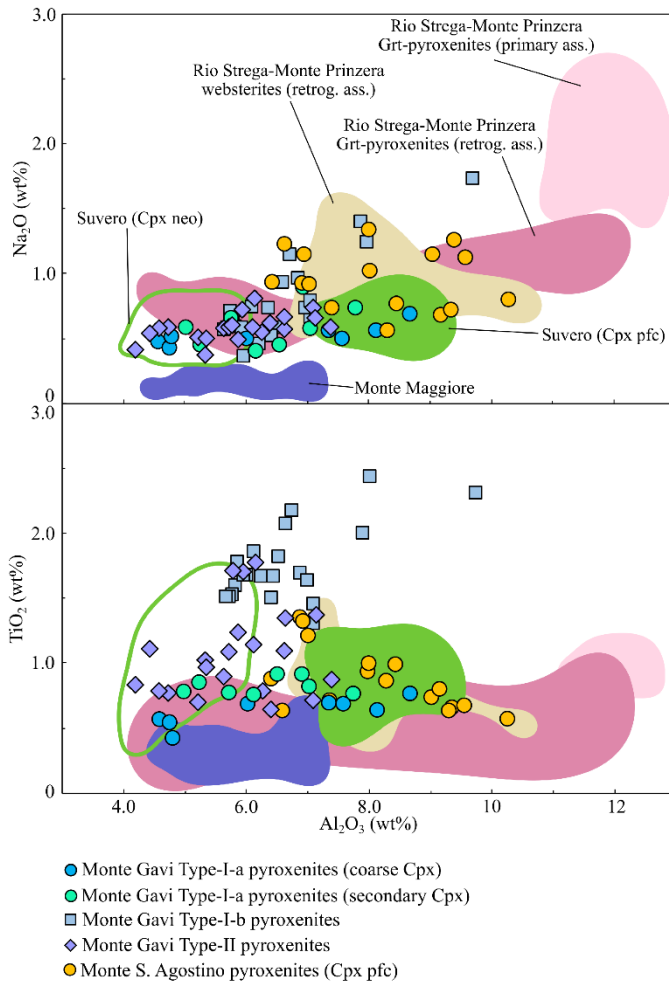 3.0
Rio Strega-Monte Prinzera
Grt-pyroxenites (primary ass.)
Rio Strega-Monte Prinzera
websterites (retrog. ass.)
Rio Strega-Monte Prinzera
Grt-pyroxenites (retrog. ass.)
2.0
Na₂O (wt%)
Suvero (Cpx neo)
1.0
Suvero (Cpx pfc)
Monte Maggiore
0
3.0
2.0
TiO₂ (wt%)
1.0
0
4.0 6.0 8.0 10 12
Al₂O₃ (wt%)
Monte Gavi Type-I-a pyroxenites (coarse Cpx)
Monte Gavi Type-I-a pyroxenites (secondary Cpx)
Monte Gavi Type-I-b pyroxenites
Monte Gavi Type-II pyroxenites
Monte S. Agostino pyroxenites (Cpx pfc)